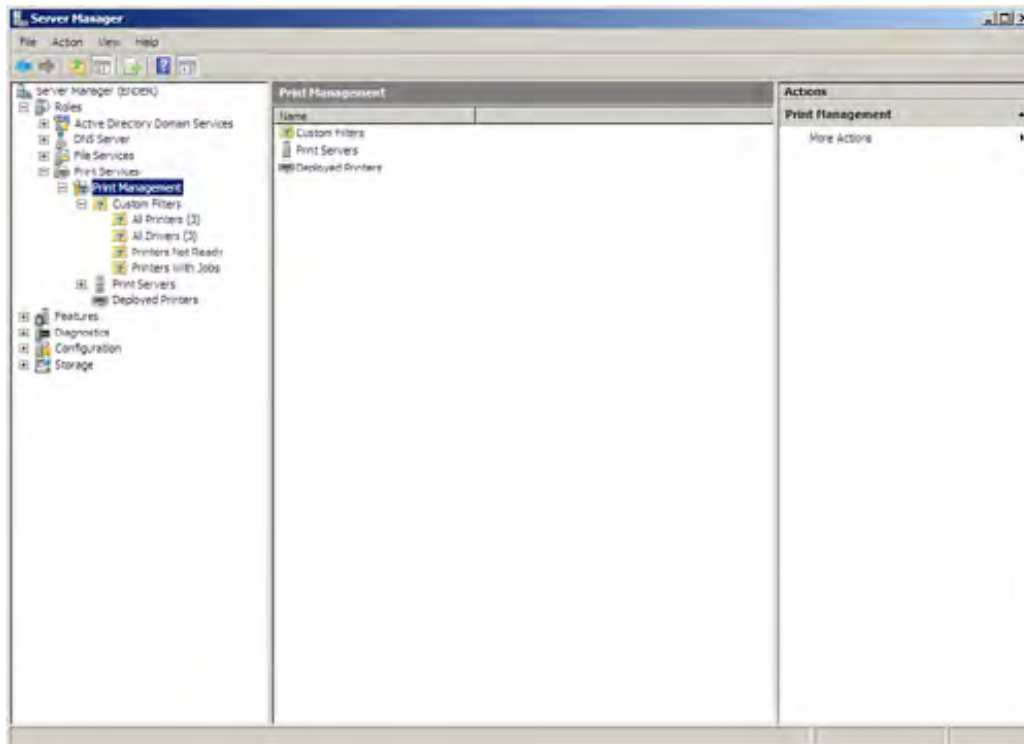 Server Manager
File Action View Help
Server Manager
Roles
Active Directory Domain Services
DNS Server
File Services
Print Services
Print Management
Custom Filters
All Printers (3)
All Drivers (3)
Printers Not Ready
Printers With Jobs
Print Servers
Deployed Printers
Features
Diagnostics
Configuration
Storage
Print Management
Name
Custom Filters
Print Servers
Deployed Printers
Actions
Print Management
More Actions